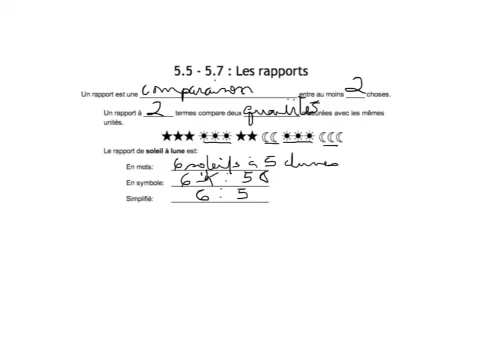 5.5 - 5.7 : Les rapports
Un rapport est une comparaison entre au moins 2 choses.
Un rapport à 2 termes compare deux quantités mesurées avec les mêmes
unités.
★★★ ☀☀☀ ★★ ☾☾ ☀☀☀ ☾☾☾
Le rapport de soleil à lune est:
En mots: 6 soleils à 5 lunes
En symbole: 6 : 5
Simplifié: 6 : 5